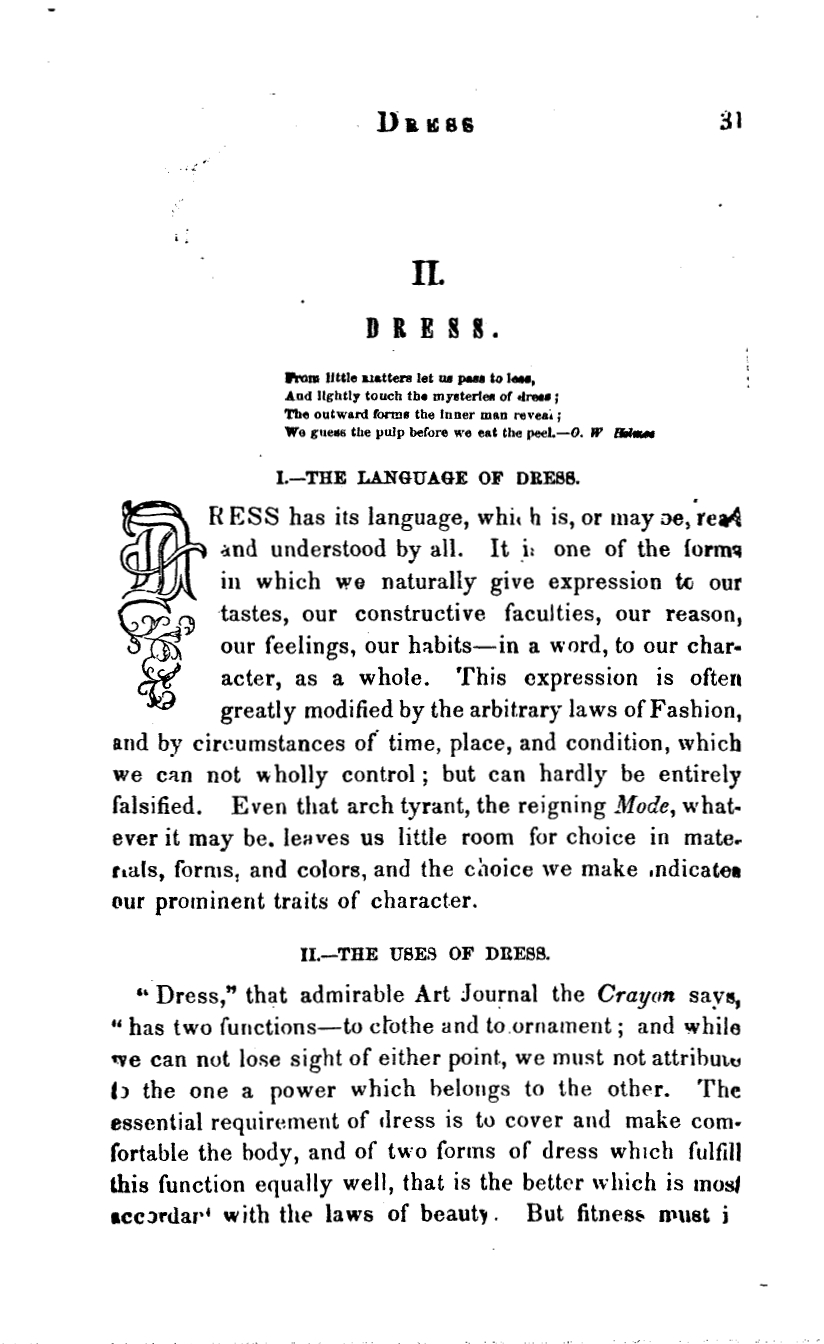 Dress 31
II.
DRESS.
From little matters let us pass to less,
And lightly touch the mysteries of dress;
The outward forms the inner man reveal;
We guess the pulp before we eat the peel.—O. W Holmes
I.—THE LANGUAGE OF DRESS.
DRESS has its language, which is, or may be, read
and understood by all. It is one of the forms
in which we naturally give expression to our
tastes, our constructive faculties, our reason,
our feelings, our habits—in a word, to our char-
acter, as a whole. This expression is often
greatly modified by the arbitrary laws of Fashion,
and by circumstances of time, place, and condition, which
we can not wholly control; but can hardly be entirely
falsified. Even that arch tyrant, the reigning Mode, what-
ever it may be. leaves us little room for choice in mate-
rials, forms, and colors, and the choice we make indicates
our prominent traits of character.
II.—THE USES OF DRESS.
"Dress," that admirable Art Journal the Crayon says,
"has two functions—to clothe and to ornament; and while
we can not lose sight of either point, we must not attribute
to the one a power which belongs to the other. The
essential requirement of dress is to cover and make com-
fortable the body, and of two forms of dress which fulfill
this function equally well, that is the better which is most
accordant with the laws of beauty. But fitness must